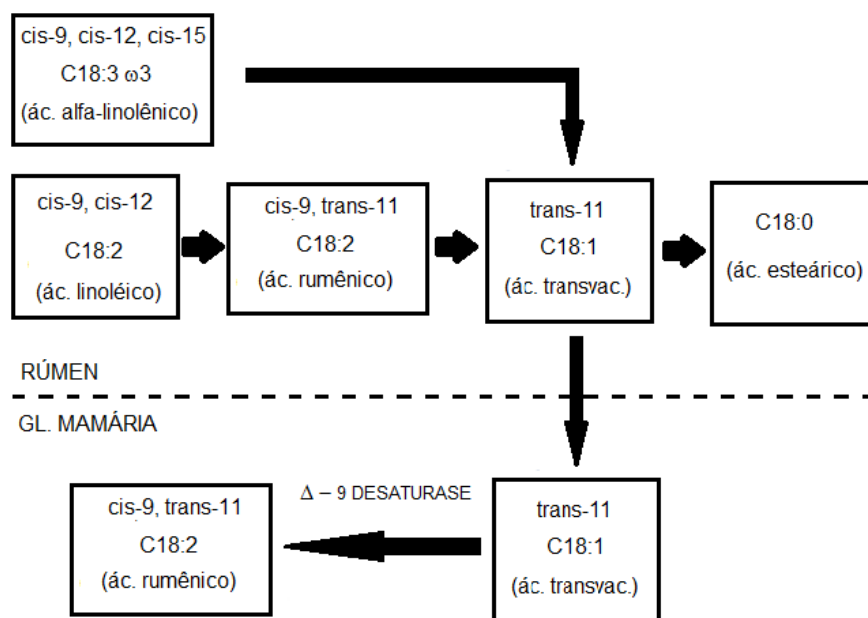 cis-9, cis-12, cis-15
C18:3 ω3
(ác. alfa-linolênico)
cis-9, cis-12
C18:2
(ác. linoléico)
cis-9, trans-11
C18:2
(ác. rumênico)
trans-11
C18:1
(ác. transvac.)
C18:0
(ác. esteárico)
RÚMEN
GL. MAMÁRIA
cis-9, trans-11
C18:2
(ác. rumênico)
Δ – 9 DESATURASE
trans-11
C18:1
(ác. transvac.)